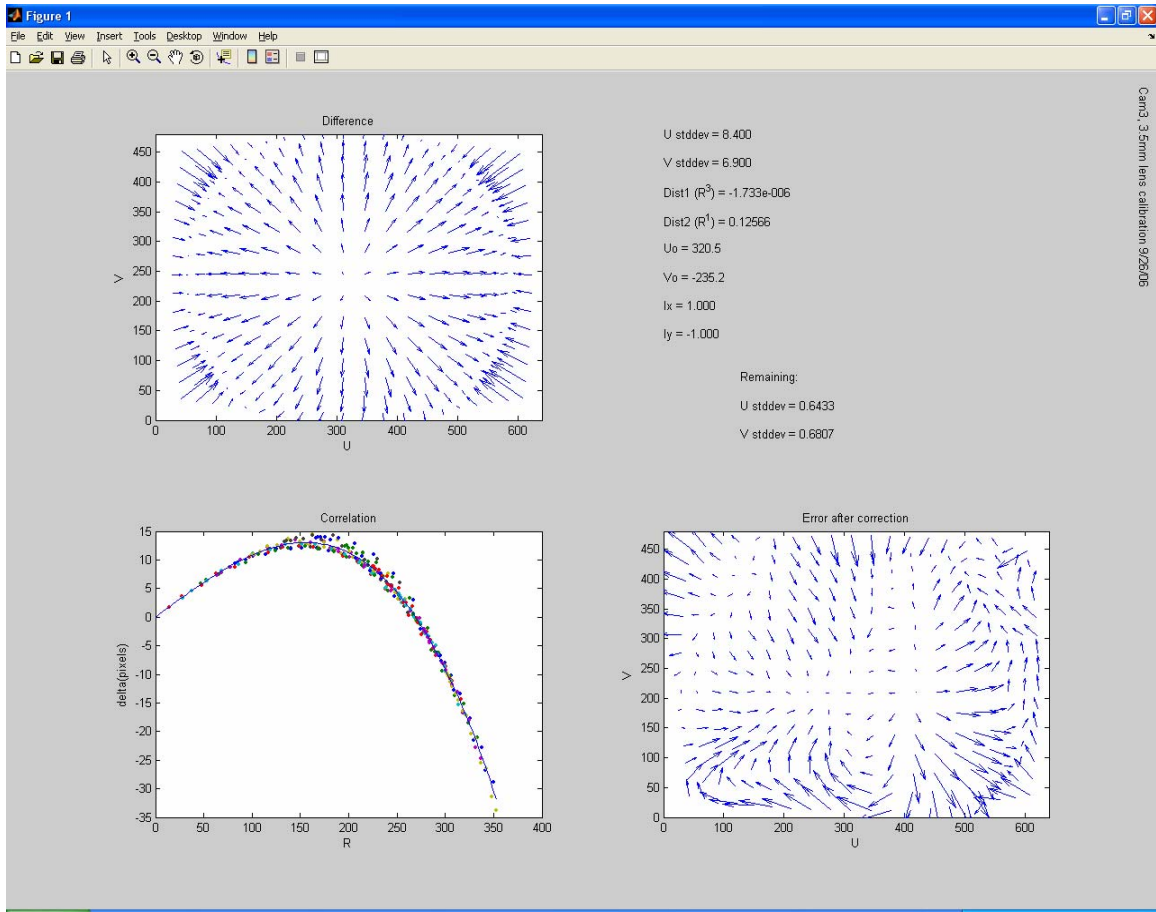 Figure 1
File Edit View Insert Tools Desktop Window Help
Cam3, 3.5mm lens calibration 9/26/06
Difference
450
400
350
300
250
200
150
100
50
0
V
0 100 200 300 400 500 600
U
U stddev = 8.400
V stddev = 6.900
Dist1 (R^3) = -1.733e-006
Dist2 (R^1) = 0.12566
Uo = 320.5
Vo = -235.2
Ix = 1.000
Iy = -1.000
Remaining:
U stddev = 0.6433
V stddev = 0.6807
Correlation
15
10
5
0
-5
-10
-15
-20
-25
-30
-35
delta(pixels)
0 50 100 150 200 250 300 350 400
R
Error after correction
450
400
350
300
250
200
150
100
50
0
V
0 100 200 300 400 500 600
U